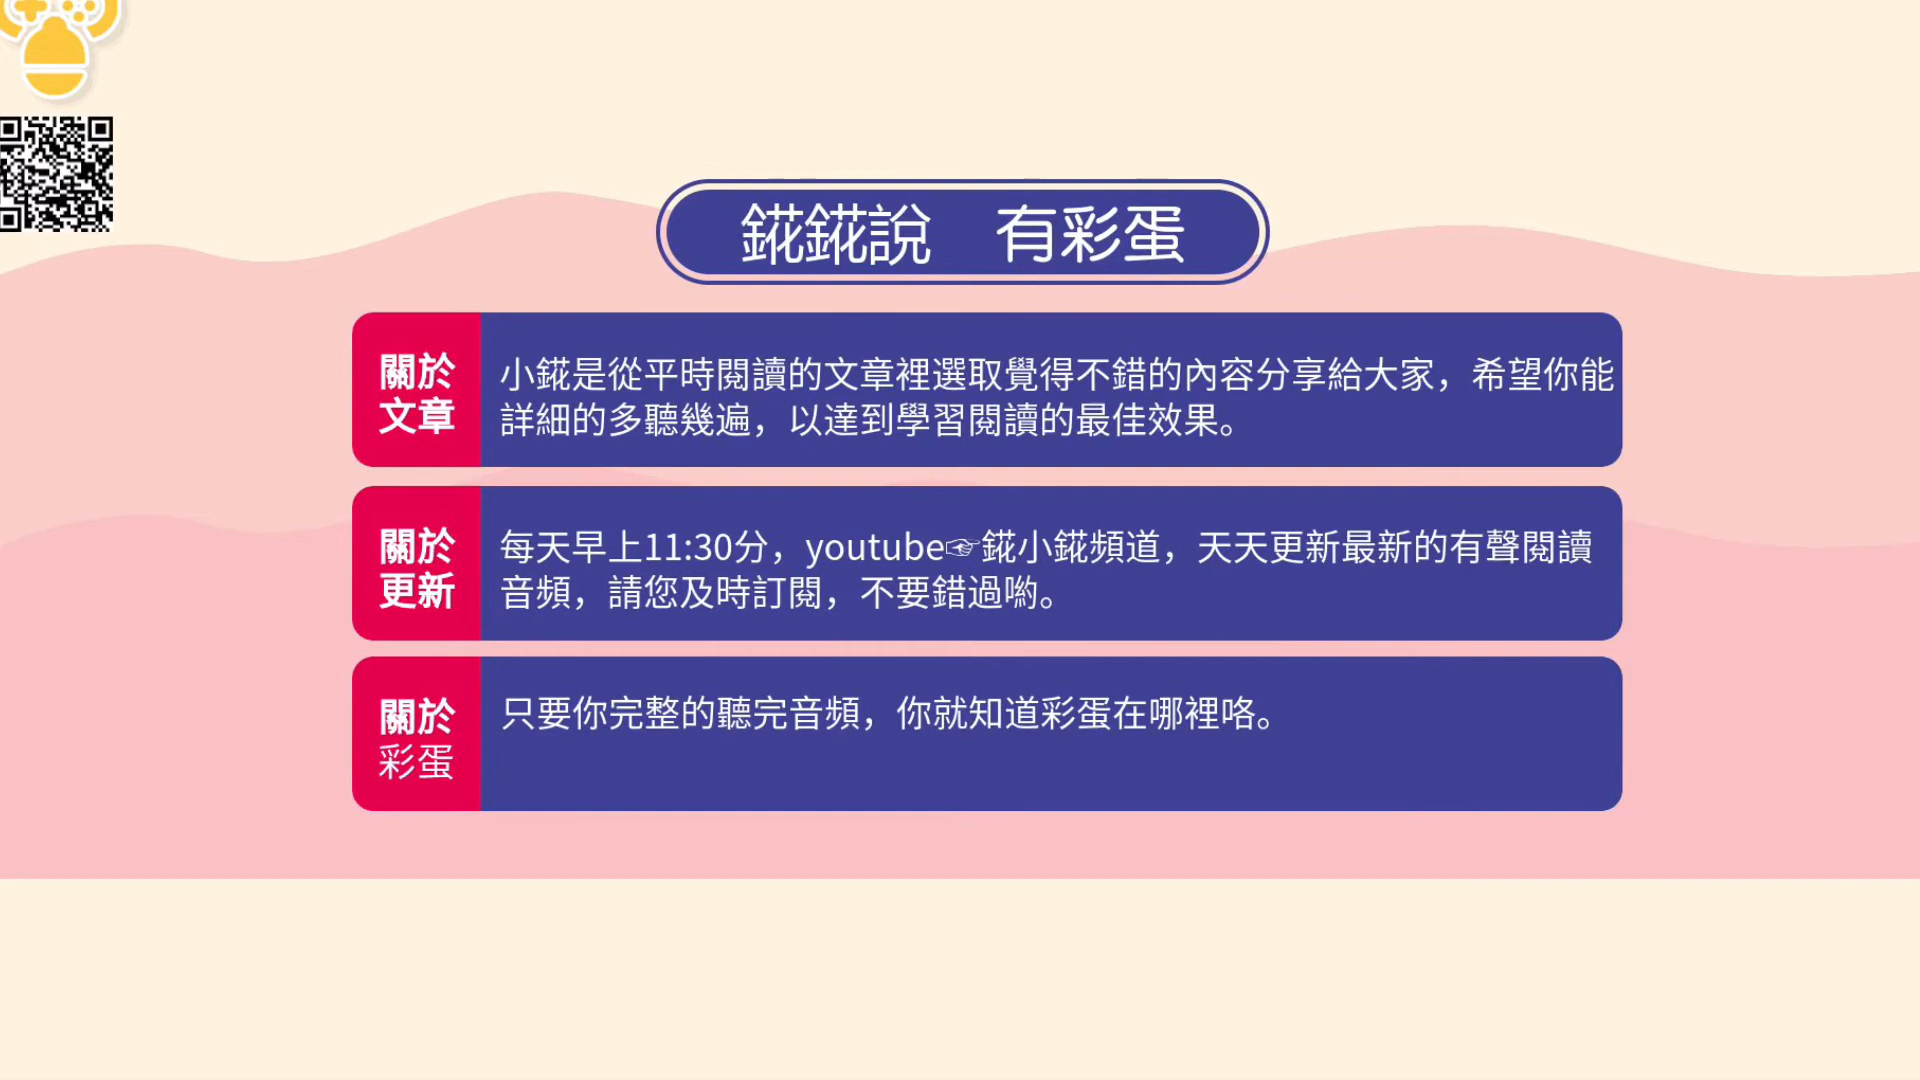 錵錵說　有彩蛋
關於
文章
小錵是從平時閱讀的文章裡選取覺得不錯的內容分享給大家，希望你能
詳細的多聽幾遍，以達到學習閱讀的最佳效果。
關於
更新
每天早上11:30分，youtube☞錵小錵頻道，天天更新最新的有聲閱讀
音頻，請您及時訂閱，不要錯過喲。
關於
彩蛋
只要你完整的聽完音頻，你就知道彩蛋在哪裡咯。